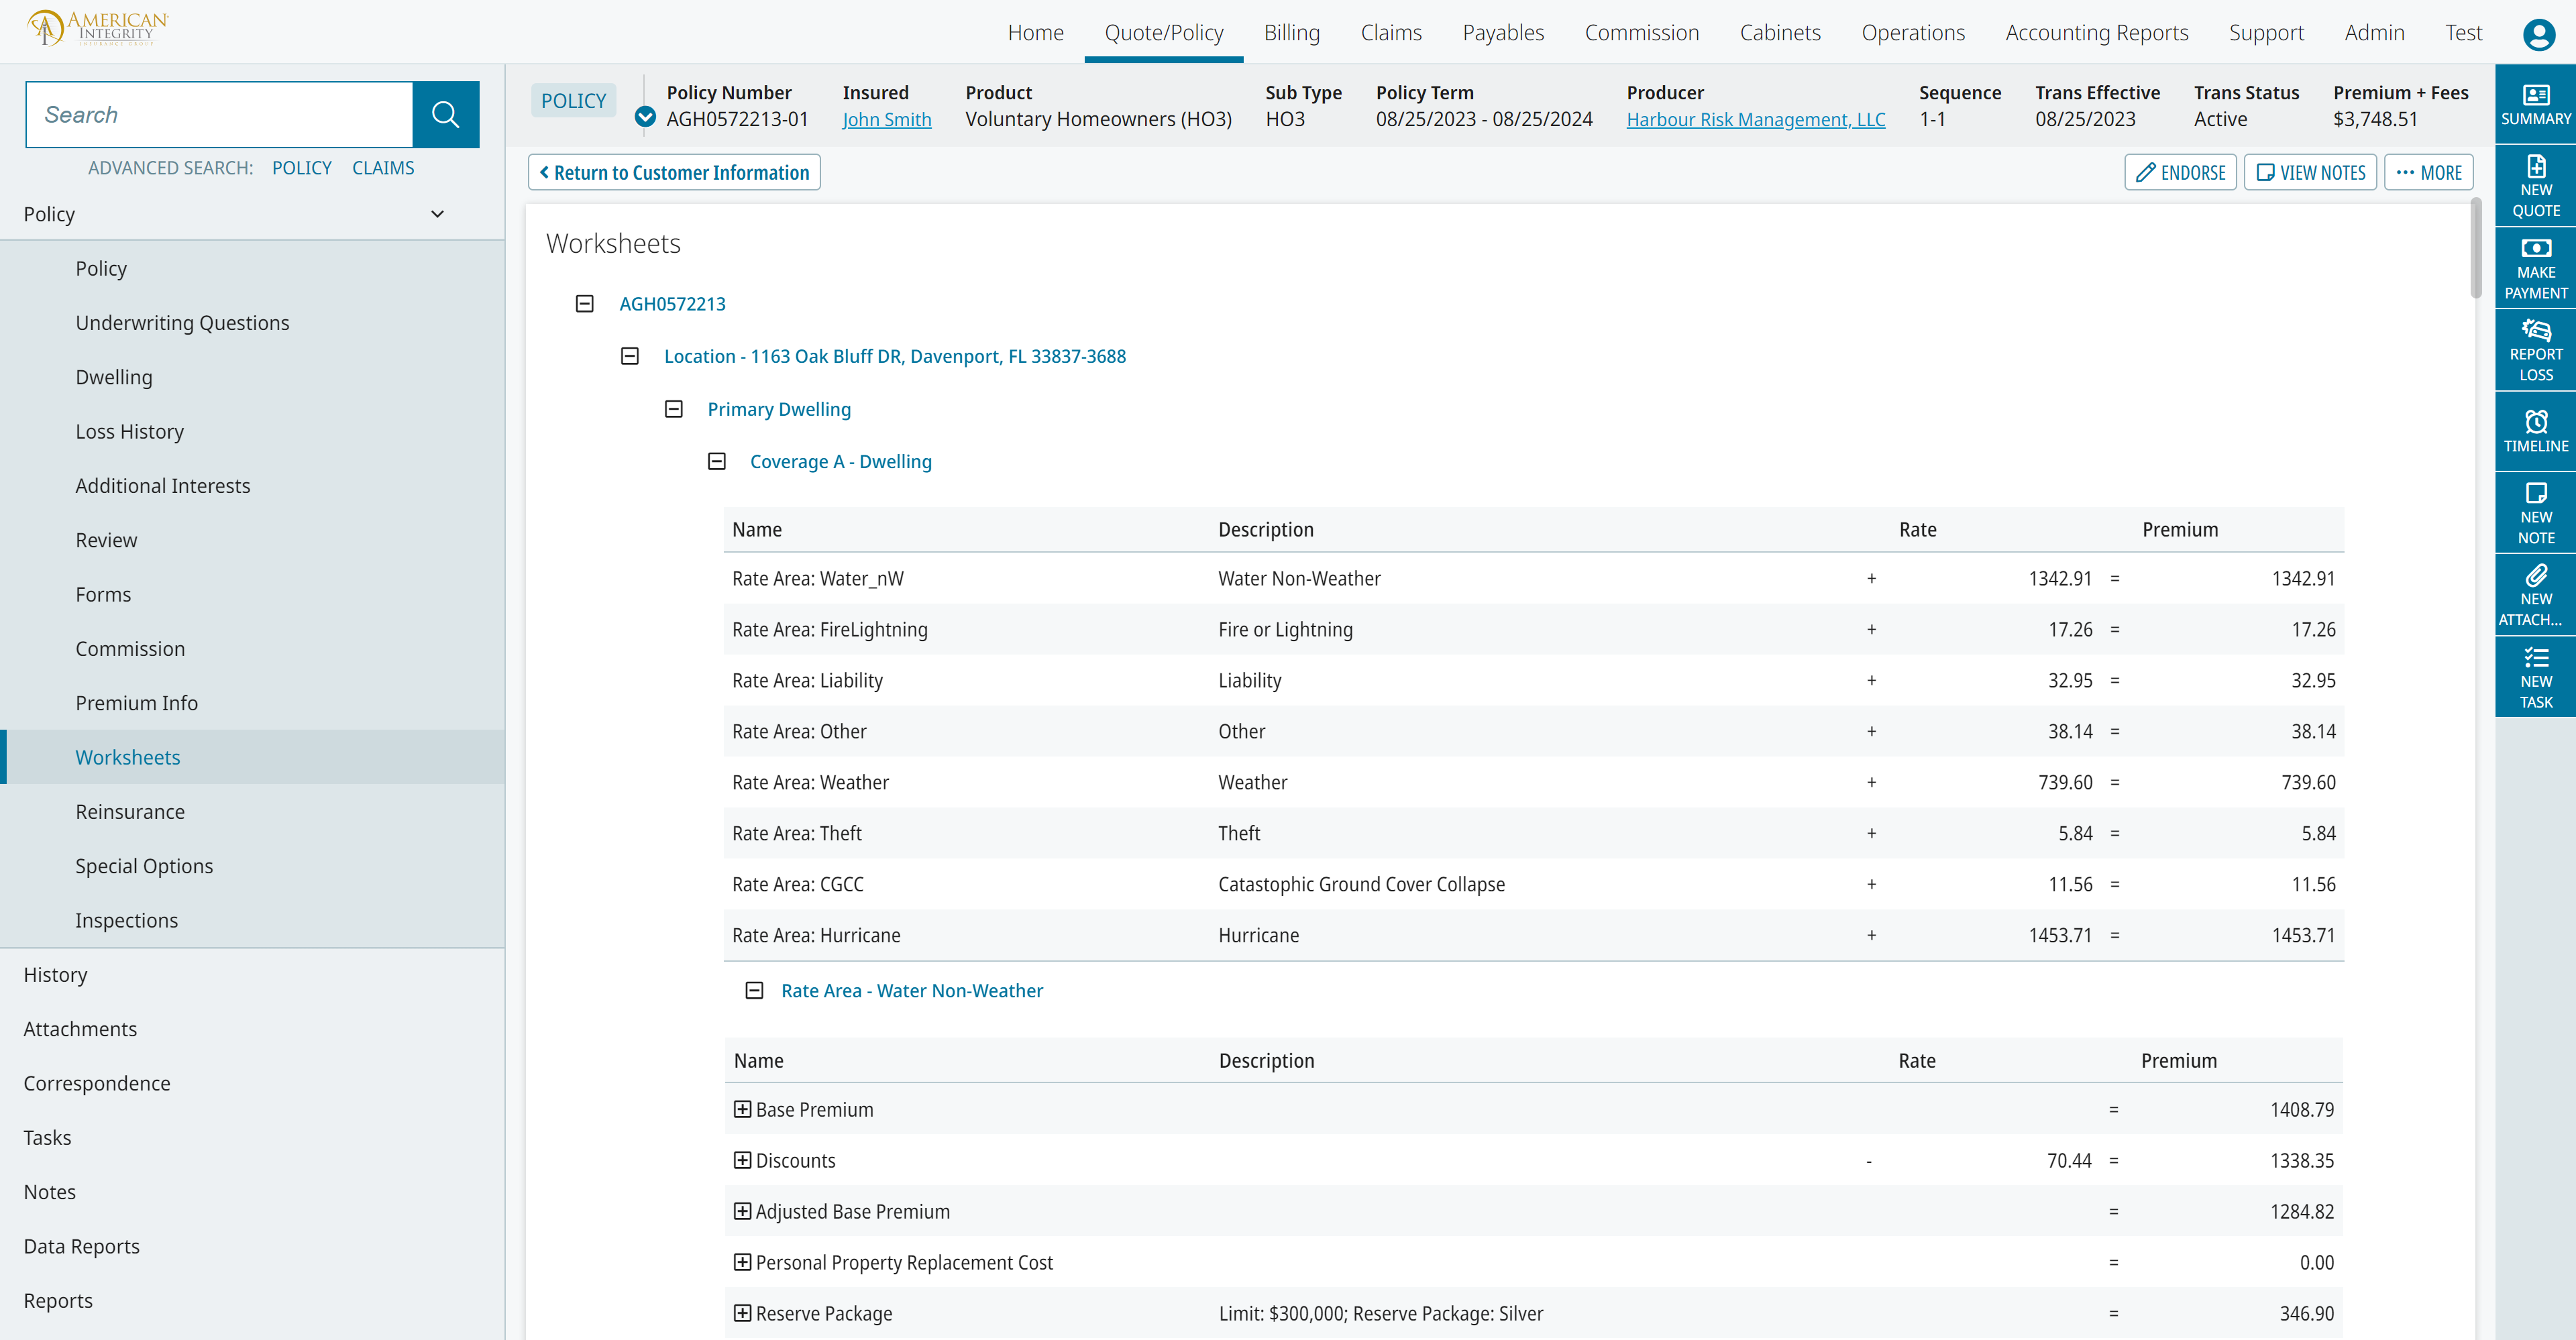 AMERICAN
INTEGRITY
INSURANCE GROUP
Home Quote/Policy Billing Claims Payables Commission Cabinets Operations Accounting Reports Support Admin Test
Search
ADVANCED SEARCH: POLICY CLAIMS
Policy
Policy
Underwriting Questions
Dwelling
Loss History
Additional Interests
Review
Forms
Commission
Premium Info
Worksheets
Reinsurance
Special Options
Inspections
History
Attachments
Correspondence
Tasks
Notes
Data Reports
Reports
POLICY
Policy Number Insured Product Sub Type Policy Term Producer Sequence Trans Effective Trans Status Premium + Fees
AGH0572213-01 John Smith Voluntary Homeowners (HO3) HO3 08/25/2023 - 08/25/2024 Harbour Risk Management, LLC 1-1 08/25/2023 Active $3,748.51
Return to Customer Information
ENDORSE VIEW NOTES ··· MORE
Worksheets
AGH0572213
Location - 1163 Oak Bluff DR, Davenport, FL 33837-3688
Primary Dwelling
Coverage A - Dwelling
Name Description Rate Premium
Rate Area: Water_nW Water Non-Weather + 1342.91 = 1342.91
Rate Area: FireLightning Fire or Lightning + 17.26 = 17.26
Rate Area: Liability Liability + 32.95 = 32.95
Rate Area: Other Other + 38.14 = 38.14
Rate Area: Weather Weather + 739.60 = 739.60
Rate Area: Theft Theft + 5.84 = 5.84
Rate Area: CGCC Catastophic Ground Cover Collapse + 11.56 = 11.56
Rate Area: Hurricane Hurricane + 1453.71 = 1453.71
Rate Area - Water Non-Weather
Name Description Rate Premium
Base Premium = 1408.79
Discounts - 70.44 = 1338.35
Adjusted Base Premium = 1284.82
Personal Property Replacement Cost = 0.00
Reserve Package Limit: $300,000; Reserve Package: Silver = 346.90
SUMMARY
NEW
QUOTE
MAKE
PAYMENT
REPORT
LOSS
TIMELINE
NEW
NOTE
NEW
ATTACH...
NEW
TASK